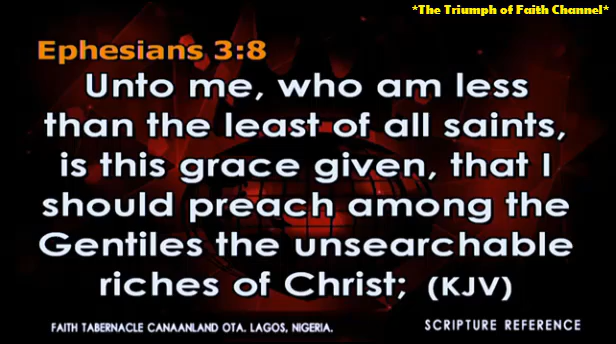 *The Triumph of Faith Channel*
Ephesians 3:8
Unto me, who am less
than the least of all saints,
is this grace given, that I
should preach among the
Gentiles the unsearchable
riches of Christ; (KJV)
FAITH TABERNACLE CANAANLAND OTA. LAGOS, NIGERIA.
SCRIPTURE REFERENCE